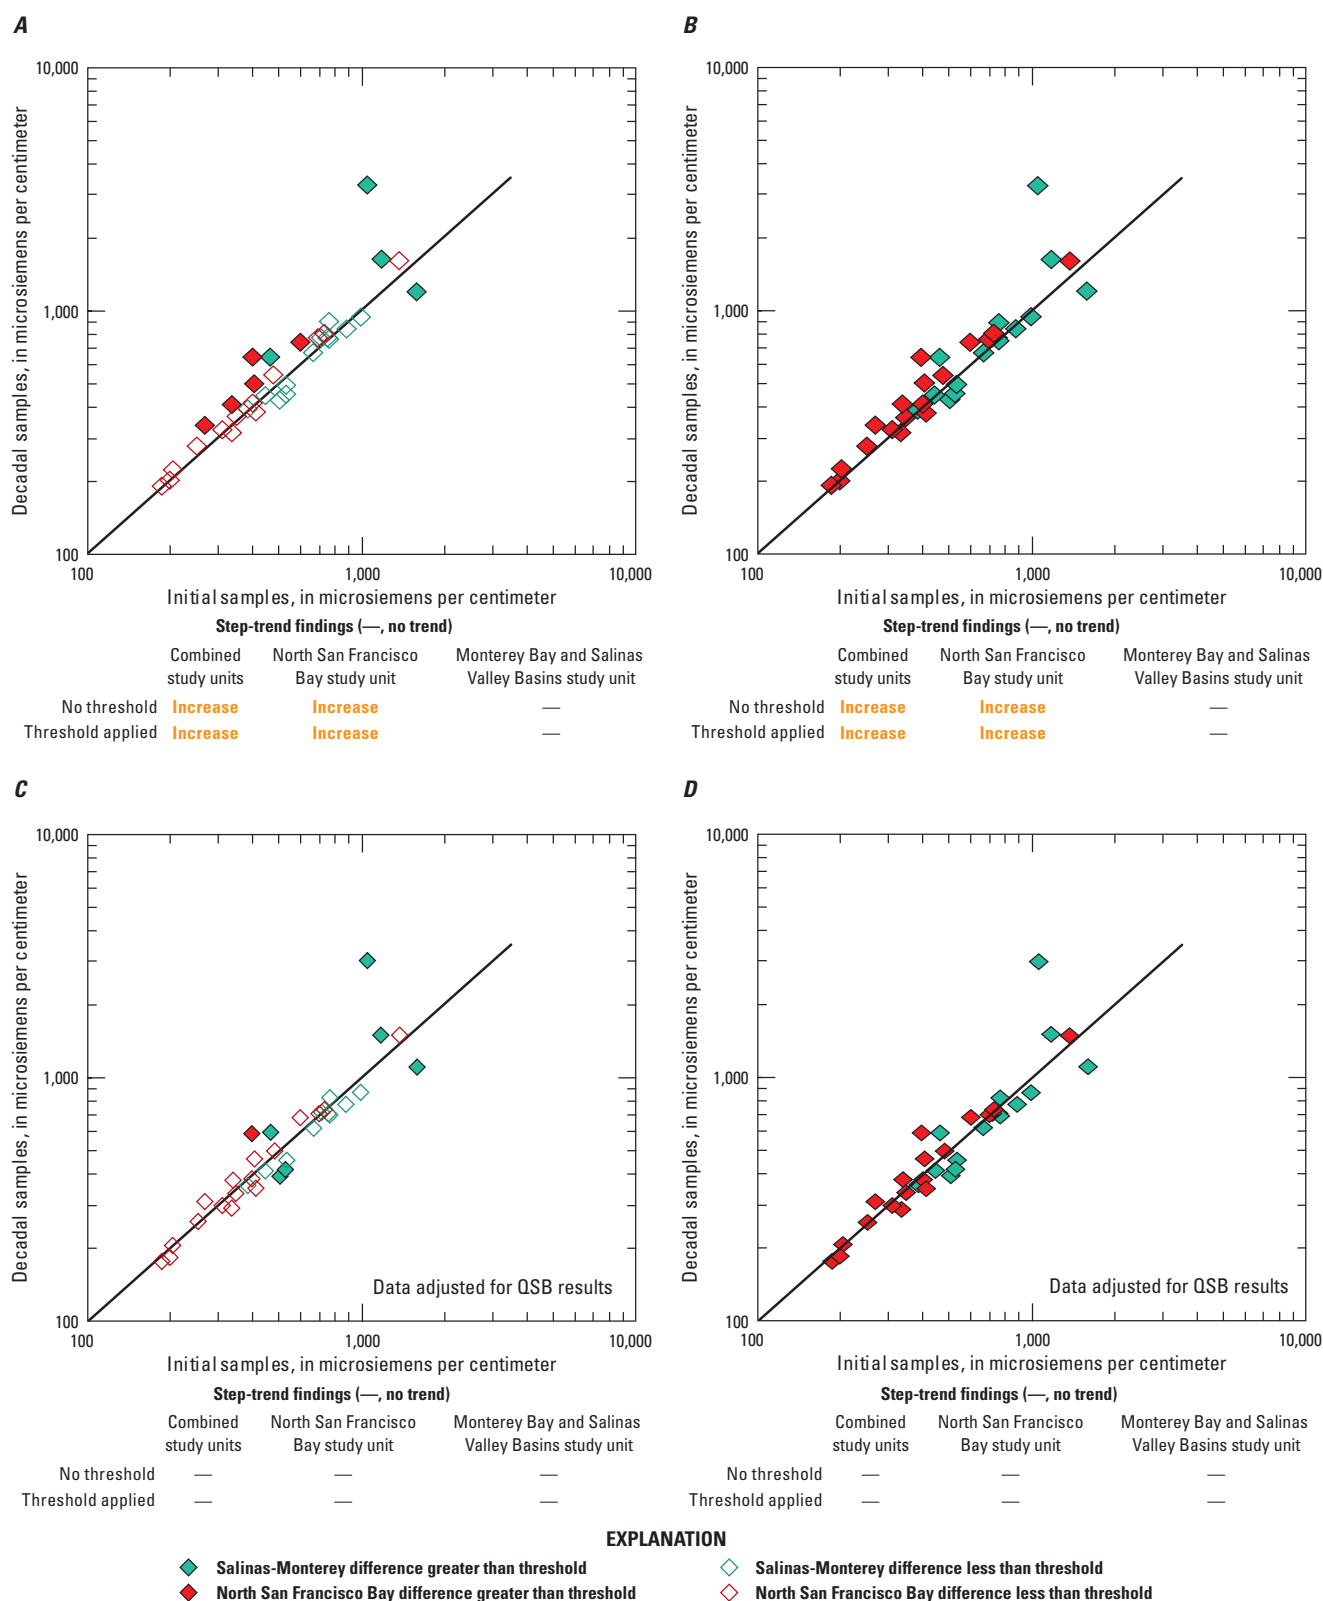 A
B
10,000
1,000
100
Decadal samples, in microsiemens per centimeter
100
1,000
10,000
Initial samples, in microsiemens per centimeter
Step-trend findings (—, no trend)
Combined study units
North San Francisco Bay study unit
Monterey Bay and Salinas Valley Basins study unit
No threshold Increase Increase —
Threshold applied Increase Increase —
10,000
1,000
100
Decadal samples, in microsiemens per centimeter
100
1,000
10,000
Initial samples, in microsiemens per centimeter
Step-trend findings (—, no trend)
Combined study units
North San Francisco Bay study unit
Monterey Bay and Salinas Valley Basins study unit
No threshold Increase Increase —
Threshold applied Increase Increase —
C
D
10,000
1,000
100
Decadal samples, in microsiemens per centimeter
Data adjusted for QSB results
100
1,000
10,000
Initial samples, in microsiemens per centimeter
Step-trend findings (—, no trend)
Combined study units
North San Francisco Bay study unit
Monterey Bay and Salinas Valley Basins study unit
No threshold — — —
Threshold applied — — —
10,000
1,000
100
Decadal samples, in microsiemens per centimeter
Data adjusted for QSB results
100
1,000
10,000
Initial samples, in microsiemens per centimeter
Step-trend findings (—, no trend)
Combined study units
North San Francisco Bay study unit
Monterey Bay and Salinas Valley Basins study unit
No threshold — — —
Threshold applied — — —
EXPLANATION
Salinas-Monterey difference greater than threshold
North San Francisco Bay difference greater than threshold
Salinas-Monterey difference less than threshold
North San Francisco Bay difference less than threshold